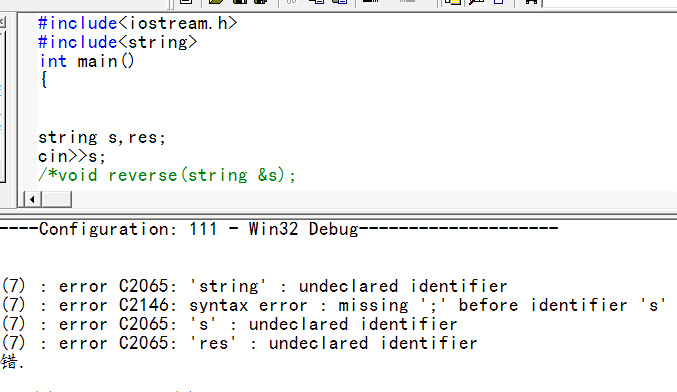 #include<iostream.h>
#include<string>
int main()
{
string s,res;
cin>>s;
/*void reverse(string &s);
----Configuration: 111 - Win32 Debug--------------------
(7) : error C2065: 'string' : undeclared identifier
(7) : error C2146: syntax error : missing ';' before identifier 's'
(7) : error C2065: 's' : undeclared identifier
(7) : error C2065: 'res' : undeclared identifier
错.